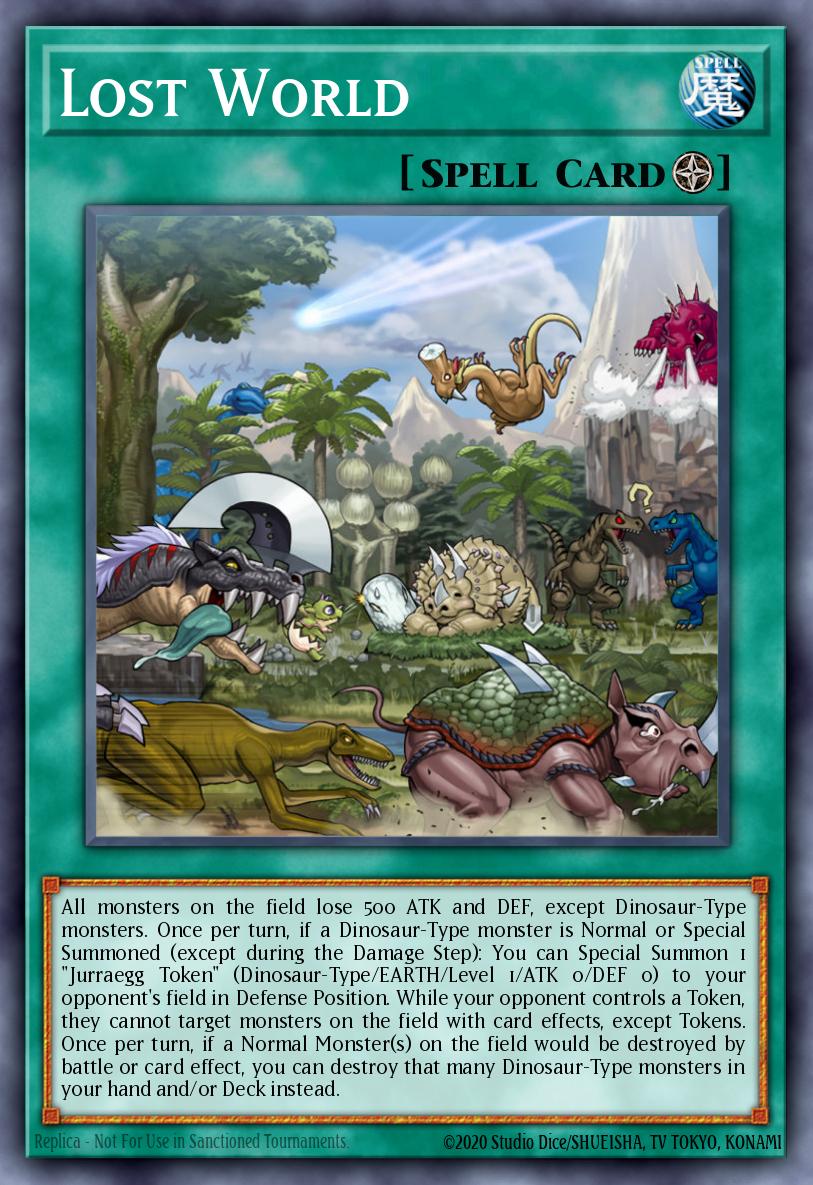 Lost World
SPELL
魔
[Spell Card]
?
All monsters on the field lose 500 ATK and DEF, except Dinosaur-Type
monsters. Once per turn, if a Dinosaur-Type monster is Normal or Special
Summoned (except during the Damage Step): You can Special Summon 1
"Jurraegg Token" (Dinosaur-Type/EARTH/Level 1/ATK 0/DEF 0) to your
opponent's field in Defense Position. While your opponent controls a Token,
they cannot target monsters on the field with card effects, except Tokens.
Once per turn, if a Normal Monster(s) on the field would be destroyed by
battle or card effect, you can destroy that many Dinosaur-Type monsters in
your hand and/or Deck instead.
Replica - Not For Use in Sanctioned Tournaments.
©2020 Studio Dice/SHUEISHA, TV TOKYO, KONAMI